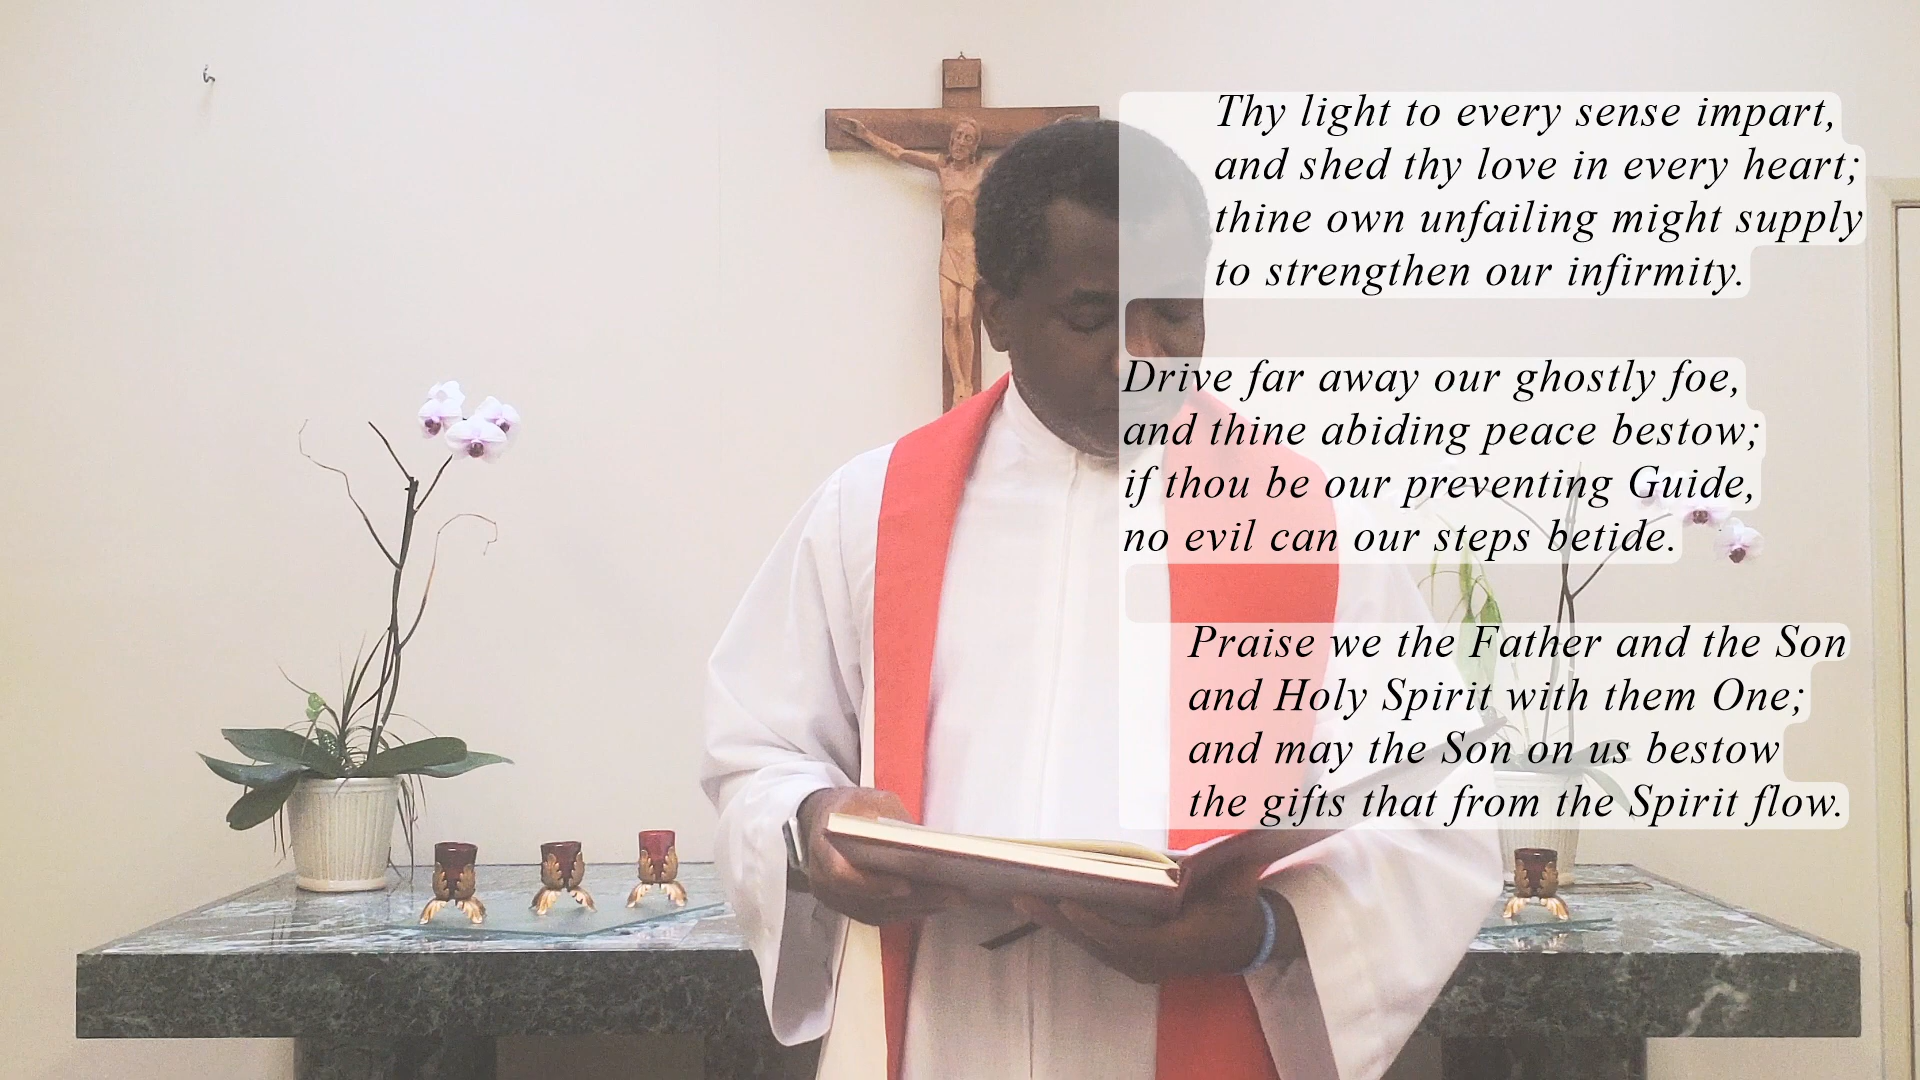 Thy light to every sense impart,
and shed thy love in every heart;
thine own unfailing might supply
to strengthen our infirmity.
Drive far away our ghostly foe,
and thine abiding peace bestow;
if thou be our preventing Guide,
no evil can our steps betide.
Praise we the Father and the Son
and Holy Spirit with them One;
and may the Son on us bestow
the gifts that from the Spirit flow.